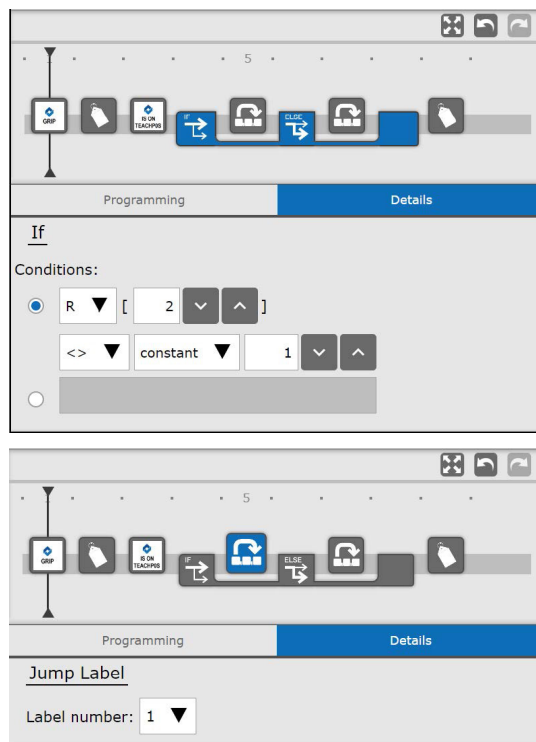 5
GRIP
IS ON
TEACHPOS
IF
ELSE
Programming
Details
If
Conditions:
R [ 2 ]
<> constant 1
5
GRIP
IS ON
TEACHPOS
IF
ELSE
Programming
Details
Jump Label
Label number: 1